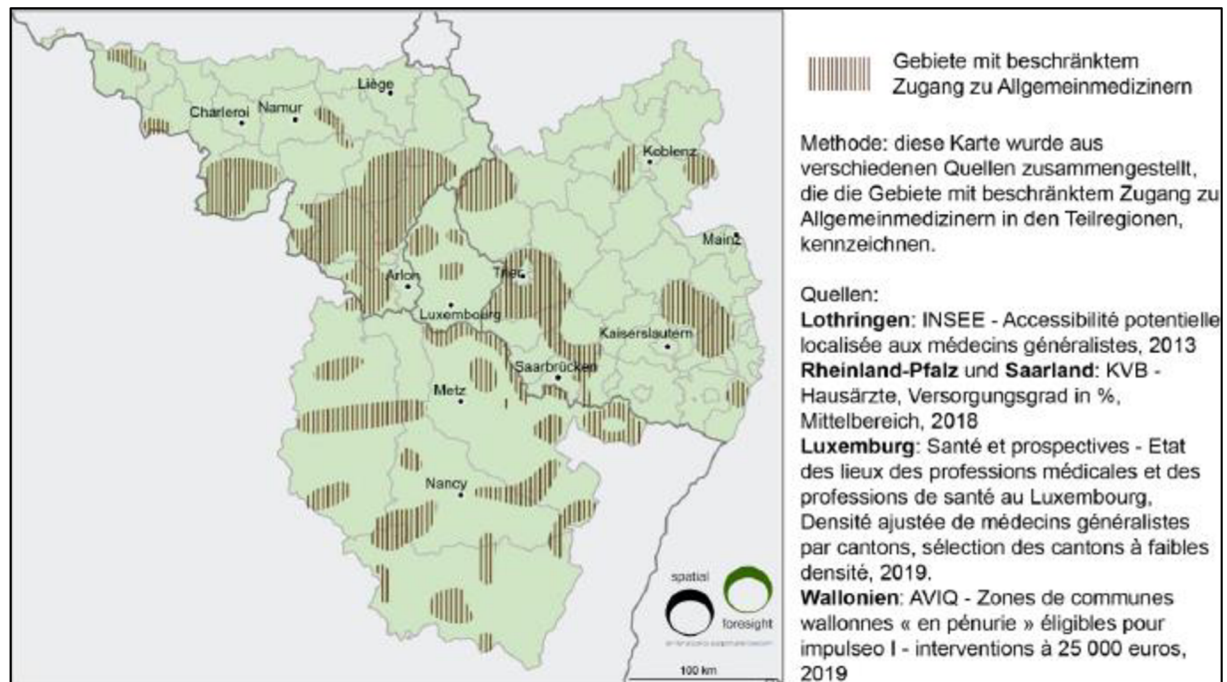 Liège
Charleroi Namur
Koblenz
Mainz
Arlon
Trier
Luxembourg
Kaiserslautern
Saarbrücken
Metz
Nancy
spatial
foresight
100 km
Gebiete mit beschränktem
Zugang zu Allgemeinmedizinern
Methode: diese Karte wurde aus
verschiedenen Quellen zusammengestellt,
die die Gebiete mit beschränktem Zugang zu
Allgemeinmedizinern in den Teilregionen,
kennzeichnen.
Quellen:
Lothringen: INSEE - Accessibilité potentielle
localisée aux médecins généralistes, 2013
Rheinland-Pfalz und Saarland: KVB -
Hausärzte, Versorgungsgrad in %,
Mittelbereich, 2018
Luxemburg: Santé et prospectives - Etat
des lieux des professions médicales et des
professions de santé au Luxembourg,
Densité ajustée de médecins généralistes
par cantons, sélection des cantons à faibles
densité, 2019.
Wallonien: AVIQ - Zones de communes
wallonnes « en pénurie » éligibles pour
impulseo I - interventions à 25 000 euros,
2019